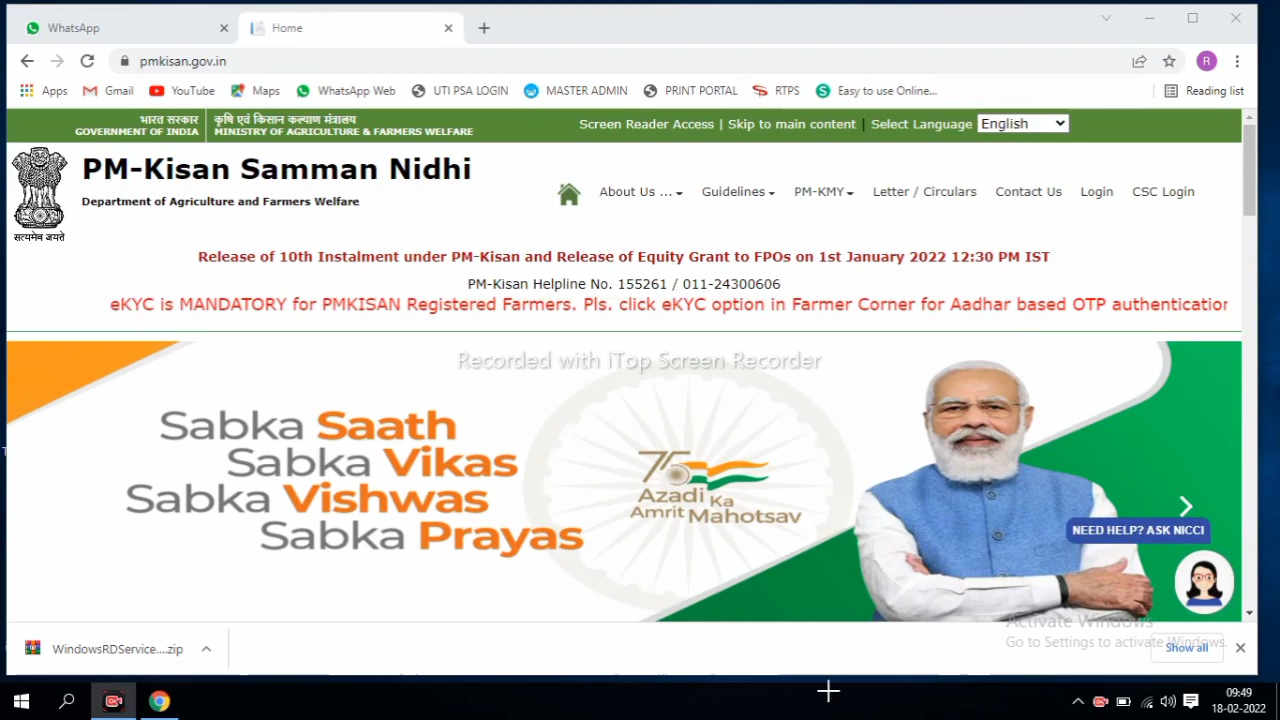 WhatsApp
Home
pmkisan.gov.in
R
Apps
Gmail
YouTube
Maps
WhatsApp Web
UTI PSA LOGIN
MASTER ADMIN
PRINT PORTAL
RTPS
Easy to use Online...
Reading list
भारत सरकार
GOVERNMENT OF INDIA
कृषि एवं किसान कल्याण मंत्रालय
MINISTRY OF AGRICULTURE & FARMERS WELFARE
Screen Reader Access | Skip to main content | Select Language English
PM-Kisan Samman Nidhi
Department of Agriculture and Farmers Welfare
सत्यमेव जयते
About Us ...
Guidelines
PM-KMY
Letter / Circulars
Contact Us
Login
CSC Login
Release of 10th Instalment under PM-Kisan and Release of Equity Grant to FPOs on 1st January 2022 12:30 PM IST
PM-Kisan Helpline No. 155261 / 011-24300606
eKYC is MANDATORY for PMKISAN Registered Farmers. Pls. click eKYC option in Farmer Corner for Aadhar based OTP authentication
Recorded with iTop Screen Recorder
Sabka Saath
Sabka Vikas
Sabka Vishwas
Sabka Prayas
75
Azadi Ka
Amrit Mahotsav
NEED HELP? ASK NICCI
Activate Windows
Go to Settings to activate Windows.
WindowsRDService....zip
Show all
09:49
18-02-2022